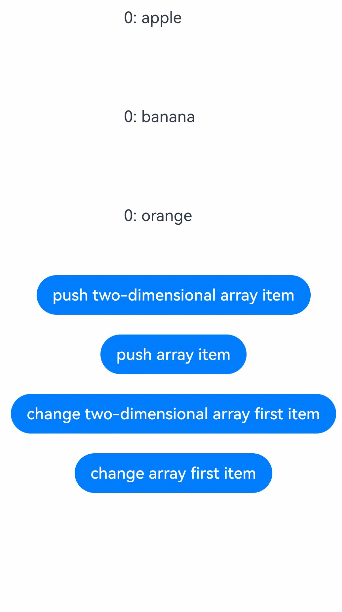 0: apple
0: banana
0: orange
push two-dimensional array item
push array item
change two-dimensional array first item
change array first item